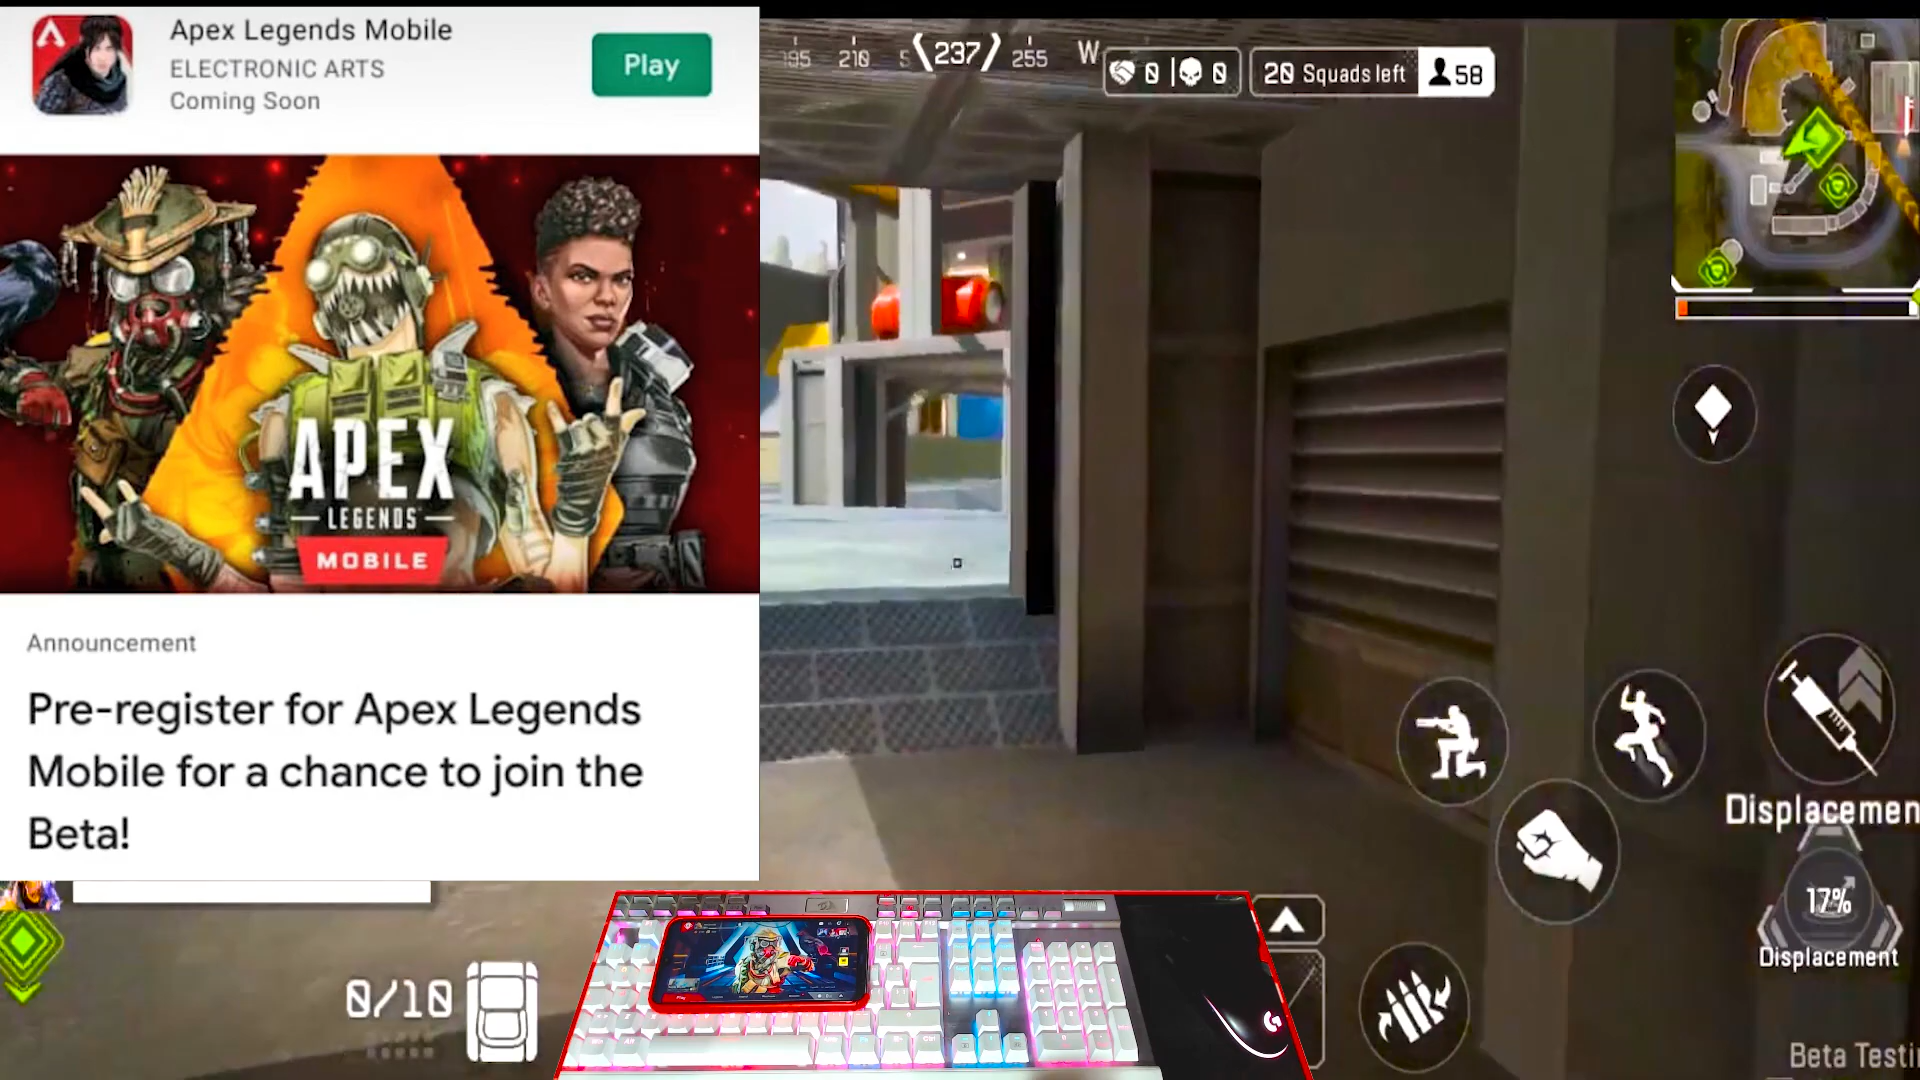 Apex Legends Mobile
ELECTRONIC ARTS
Coming Soon
Play
APEX
LEGENDS
MOBILE
Announcement
Pre-register for Apex Legends
Mobile for a chance to join the
Beta!
195 210 5 237 255 W
0 | 0
20 Squads left 58
Displacemen
17%
Displacement
0/10
Beta Testi